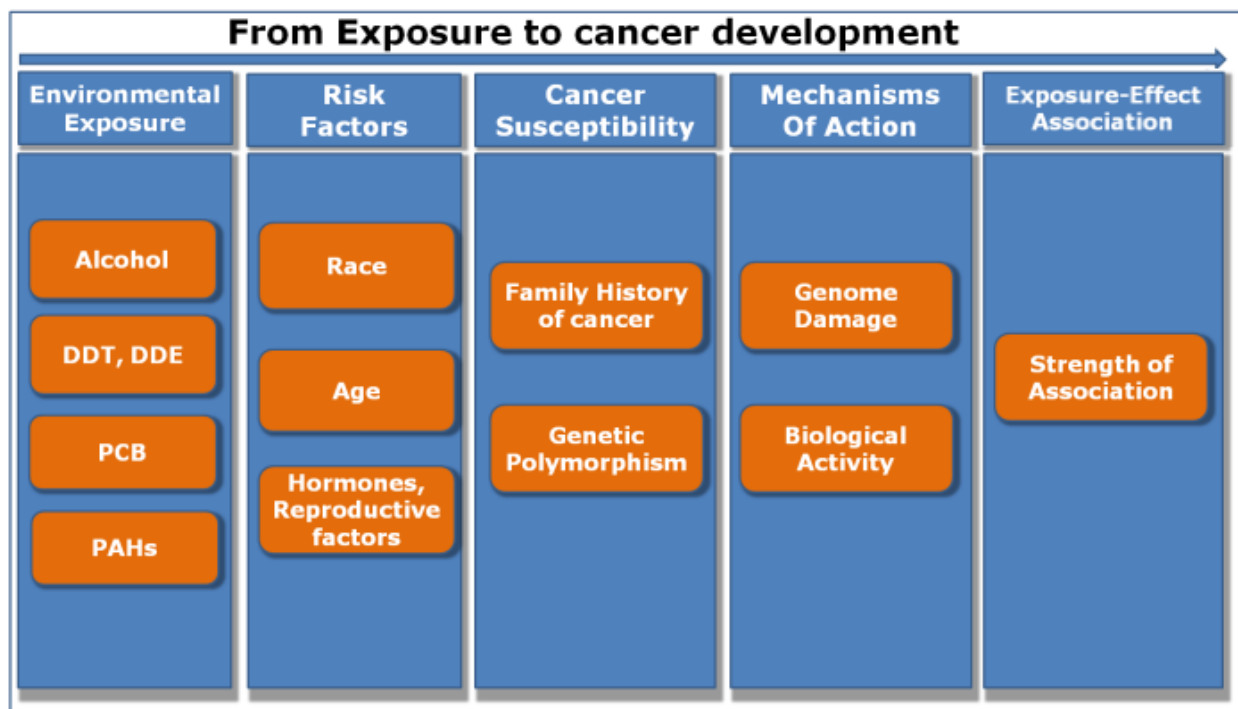 From Exposure to cancer development
Environmental
Exposure
Risk
Factors
Cancer
Susceptibility
Mechanisms
Of Action
Exposure-Effect
Association
Alcohol
DDT, DDE
PCB
PAHs
Race
Age
Hormones,
Reproductive
factors
Family History
of cancer
Genetic
Polymorphism
Genome
Damage
Biological
Activity
Strength of
Association